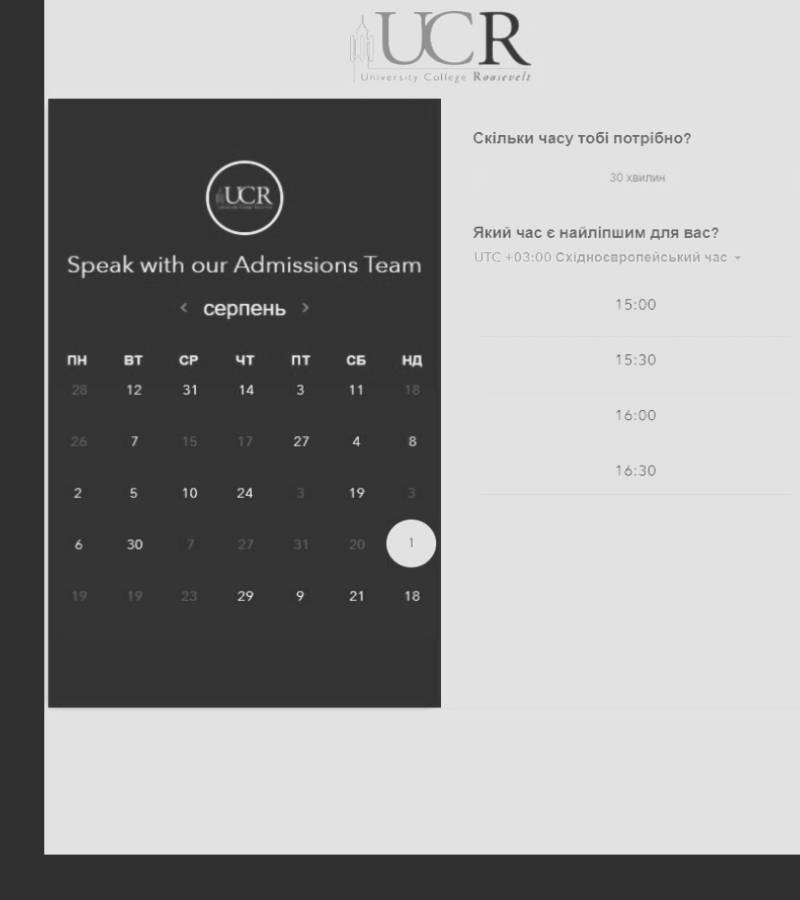 UCR
University College Roosevelt
UCR
Speak with our Admissions Team
< серпень >
ПН ВТ СР ЧТ ПТ СБ НД
28 12 31 14 3 11 18
26 7 15 17 27 4 8
2 5 10 24 3 19 3
6 30 7 27 31 20 1
19 19 23 29 9 21 18
Скільки часу тобі потрібно?
30 хвилин
Який час є найліпшим для вас?
UTC +03:00 Східноєвропейський час
15:00
15:30
16:00
16:30